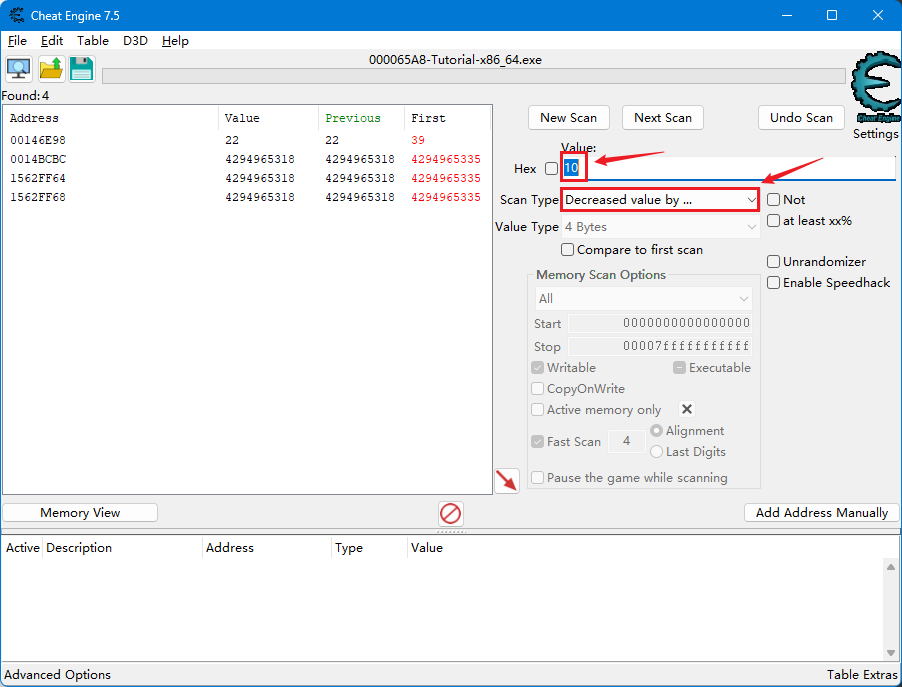 Cheat Engine 7.5
File Edit Table D3D Help
000065A8-Tutorial-x86_64.exe
Found: 4
Address Value Previous First
00146E98 22 22 39
0014BCBC 4294965318 4294965318 4294965335
1562FF64 4294965318 4294965318 4294965335
1562FF68 4294965318 4294965318 4294965335
New Scan Next Scan Undo Scan
Cheat Engine
Settings
Value:
Hex 10
Scan Type Decreased value by ... Not
at least xx%
Value Type 4 Bytes
Compare to first scan
Unrandomizer
Enable Speedhack
Memory Scan Options
All
Start 0000000000000000
Stop 00007fffffffffff
Writable Executable
CopyOnWrite
Active memory only
Fast Scan 4 Alignment
Last Digits
Pause the game while scanning
Memory View Add Address Manually
Active Description Address Type Value
Advanced Options Table Extras